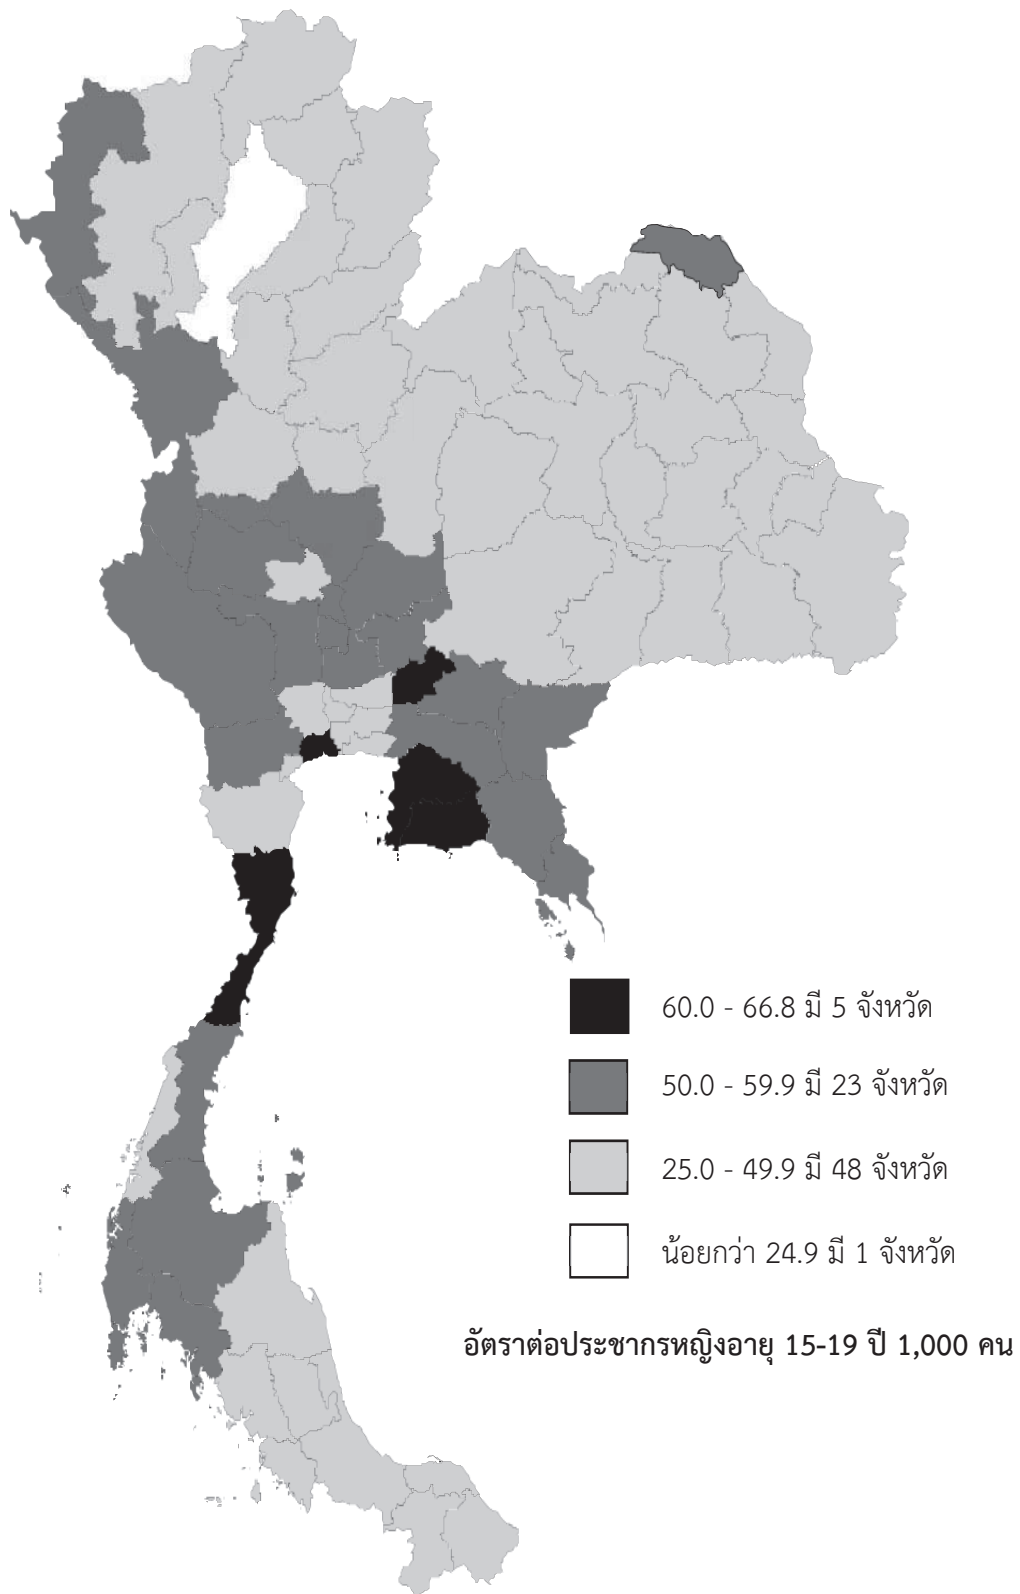 60.0 - 66.8 มี 5 จังหวัด
50.0 - 59.9 มี 23 จังหวัด
25.0 - 49.9 มี 48 จังหวัด
น้อยกว่า 24.9 มี 1 จังหวัด
อัตราต่อประชากรหญิงอายุ 15-19 ปี 1,000 คน